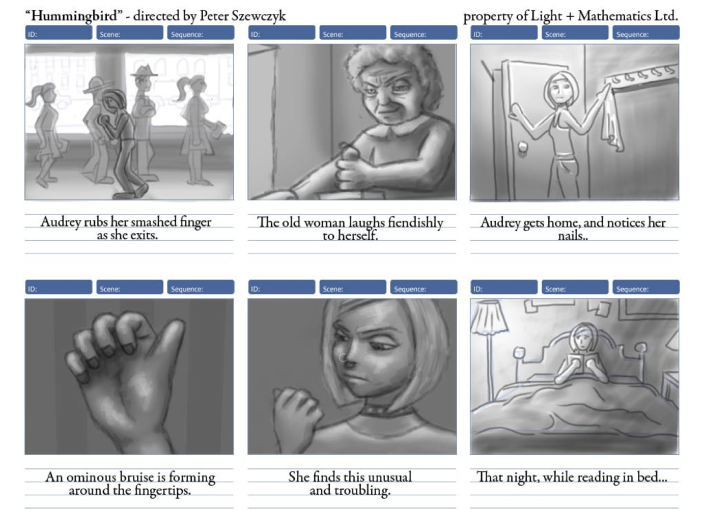 “Hummingbird” - directed by Peter Szewczyk
property of Light + Mathematics Ltd.
ID: Scene: Sequence:
ID: Scene: Sequence:
ID: Scene: Sequence:
Audrey rubs her smashed finger
as she exits.
The old woman laughs fiendishly
to herself.
Audrey gets home, and notices her
nails..
ID: Scene: Sequence:
ID: Scene: Sequence:
ID: Scene: Sequence:
An ominous bruise is forming
around the fingertips.
She finds this unusual
and troubling.
That night, while reading in bed...